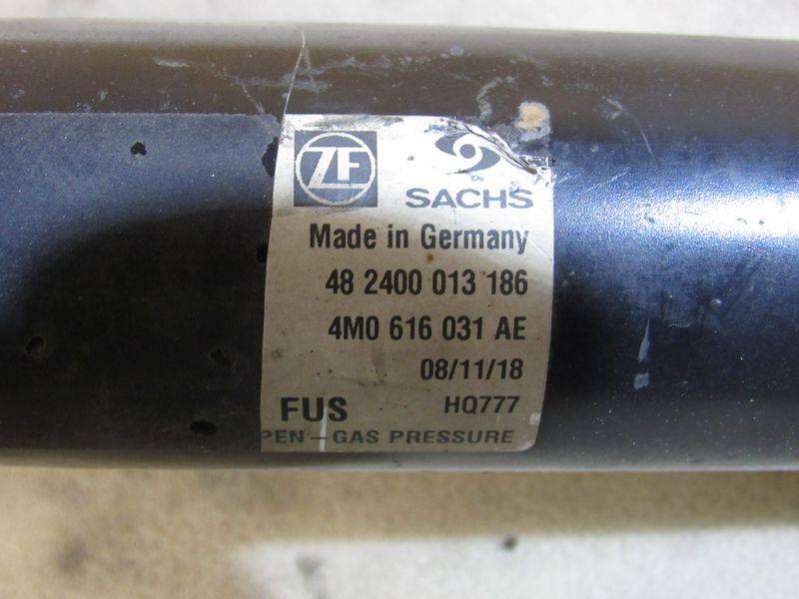 ZF
SACHS
Made in Germany
48 2400 013 186
4M0 616 031 AE
08/11/18
FUS HQ777
PEN-GAS PRESSURE